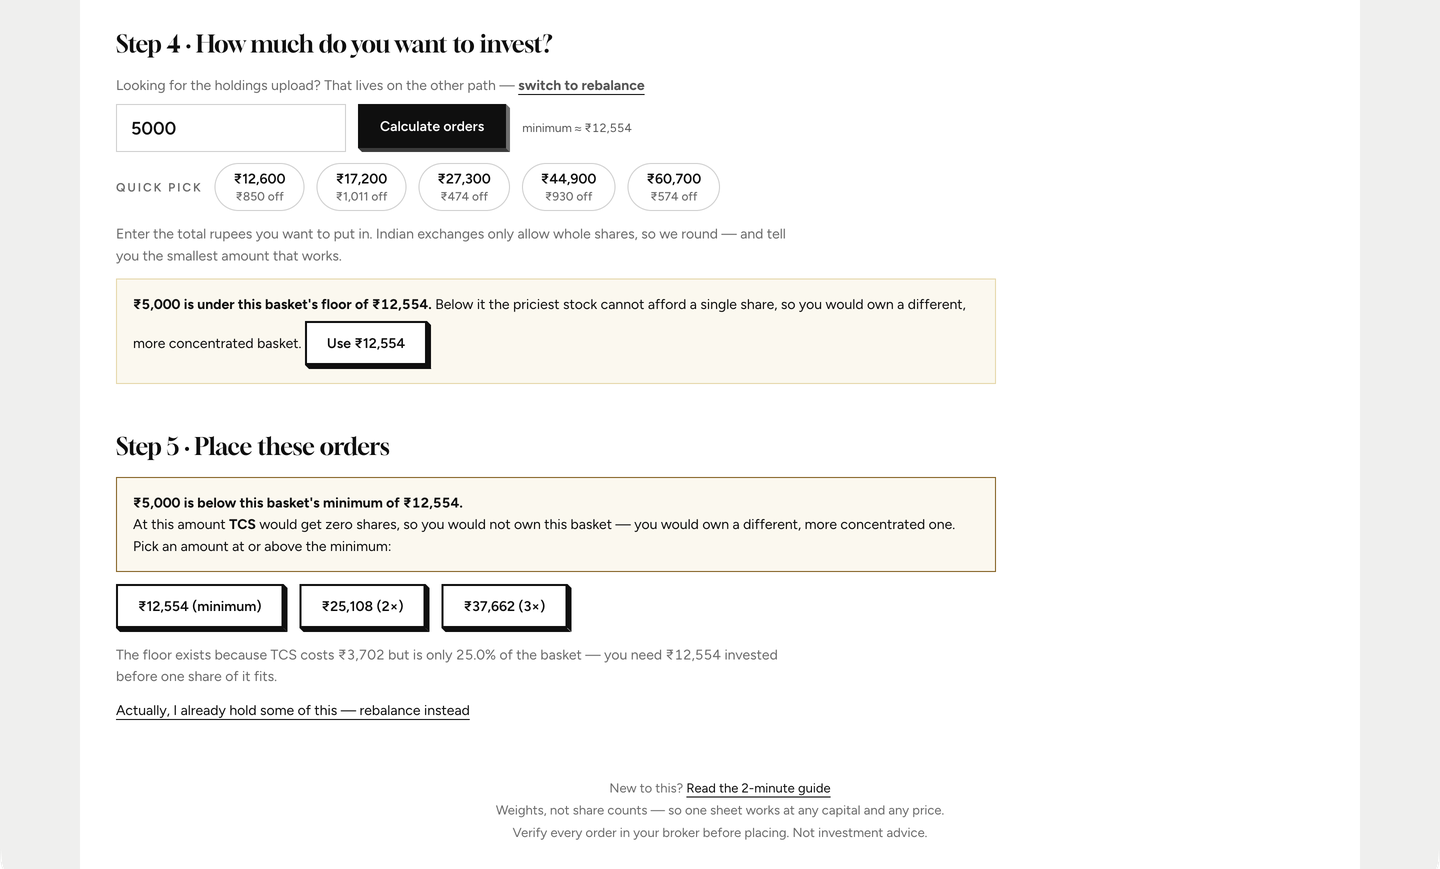 Step 4 · How much do you want to invest?
Looking for the holdings upload? That lives on the other path — switch to rebalance
5000
Calculate orders
minimum ≈ ₹12,554
QUICK PICK
₹12,600
₹850 off
₹17,200
₹1,011 off
₹27,300
₹474 off
₹44,900
₹930 off
₹60,700
₹574 off
Enter the total rupees you want to put in. Indian exchanges only allow whole shares, so we round — and tell
you the smallest amount that works.
₹5,000 is under this basket's floor of ₹12,554. Below it the priciest stock cannot afford a single share, so you would own a different,
more concentrated basket. Use ₹12,554
Step 5 · Place these orders
₹5,000 is below this basket's minimum of ₹12,554.
At this amount TCS would get zero shares, so you would not own this basket — you would own a different, more concentrated one.
Pick an amount at or above the minimum:
₹12,554 (minimum)
₹25,108 (2×)
₹37,662 (3×)
The floor exists because TCS costs ₹3,702 but is only 25.0% of the basket — you need ₹12,554 invested
before one share of it fits.
Actually, I already hold some of this — rebalance instead
New to this? Read the 2-minute guide
Weights, not share counts — so one sheet works at any capital and any price.
Verify every order in your broker before placing. Not investment advice.